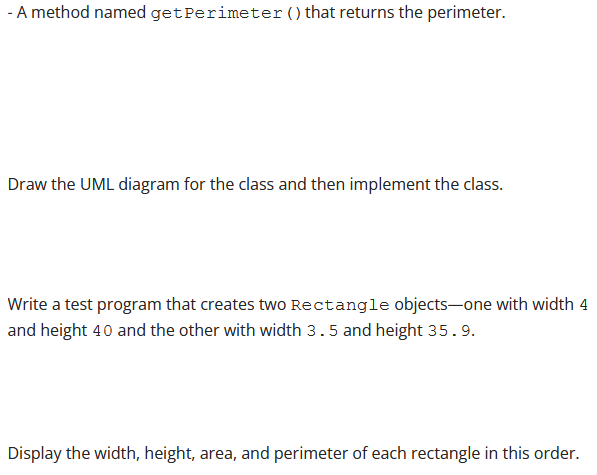 - A method named getPerimeter() that returns the perimeter.
Draw the UML diagram for the class and then implement the class.
Write a test program that creates two Rectangle objects—one with width 4
and height 40 and the other with width 3.5 and height 35.9.
Display the width, height, area, and perimeter of each rectangle in this order.